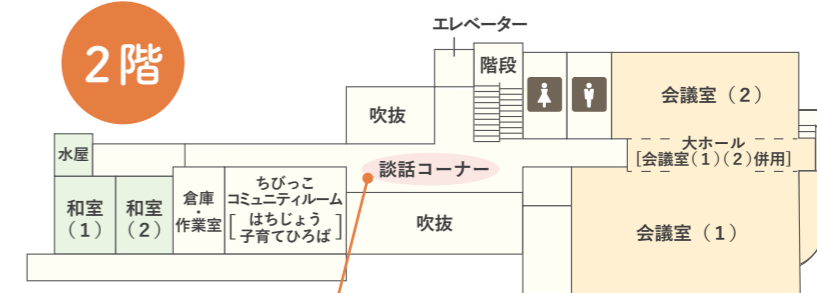 2階
エレベーター
階段
吹抜
会議室（2）
大ホール
[会議室（1）（2）併用]
水屋
談話コーナー
和室
（1）
和室
（2）
倉庫
・
作業室
ちびっこ
コミュニティルーム
[はちじょう
子育てひろば]
吹抜
会議室（1）